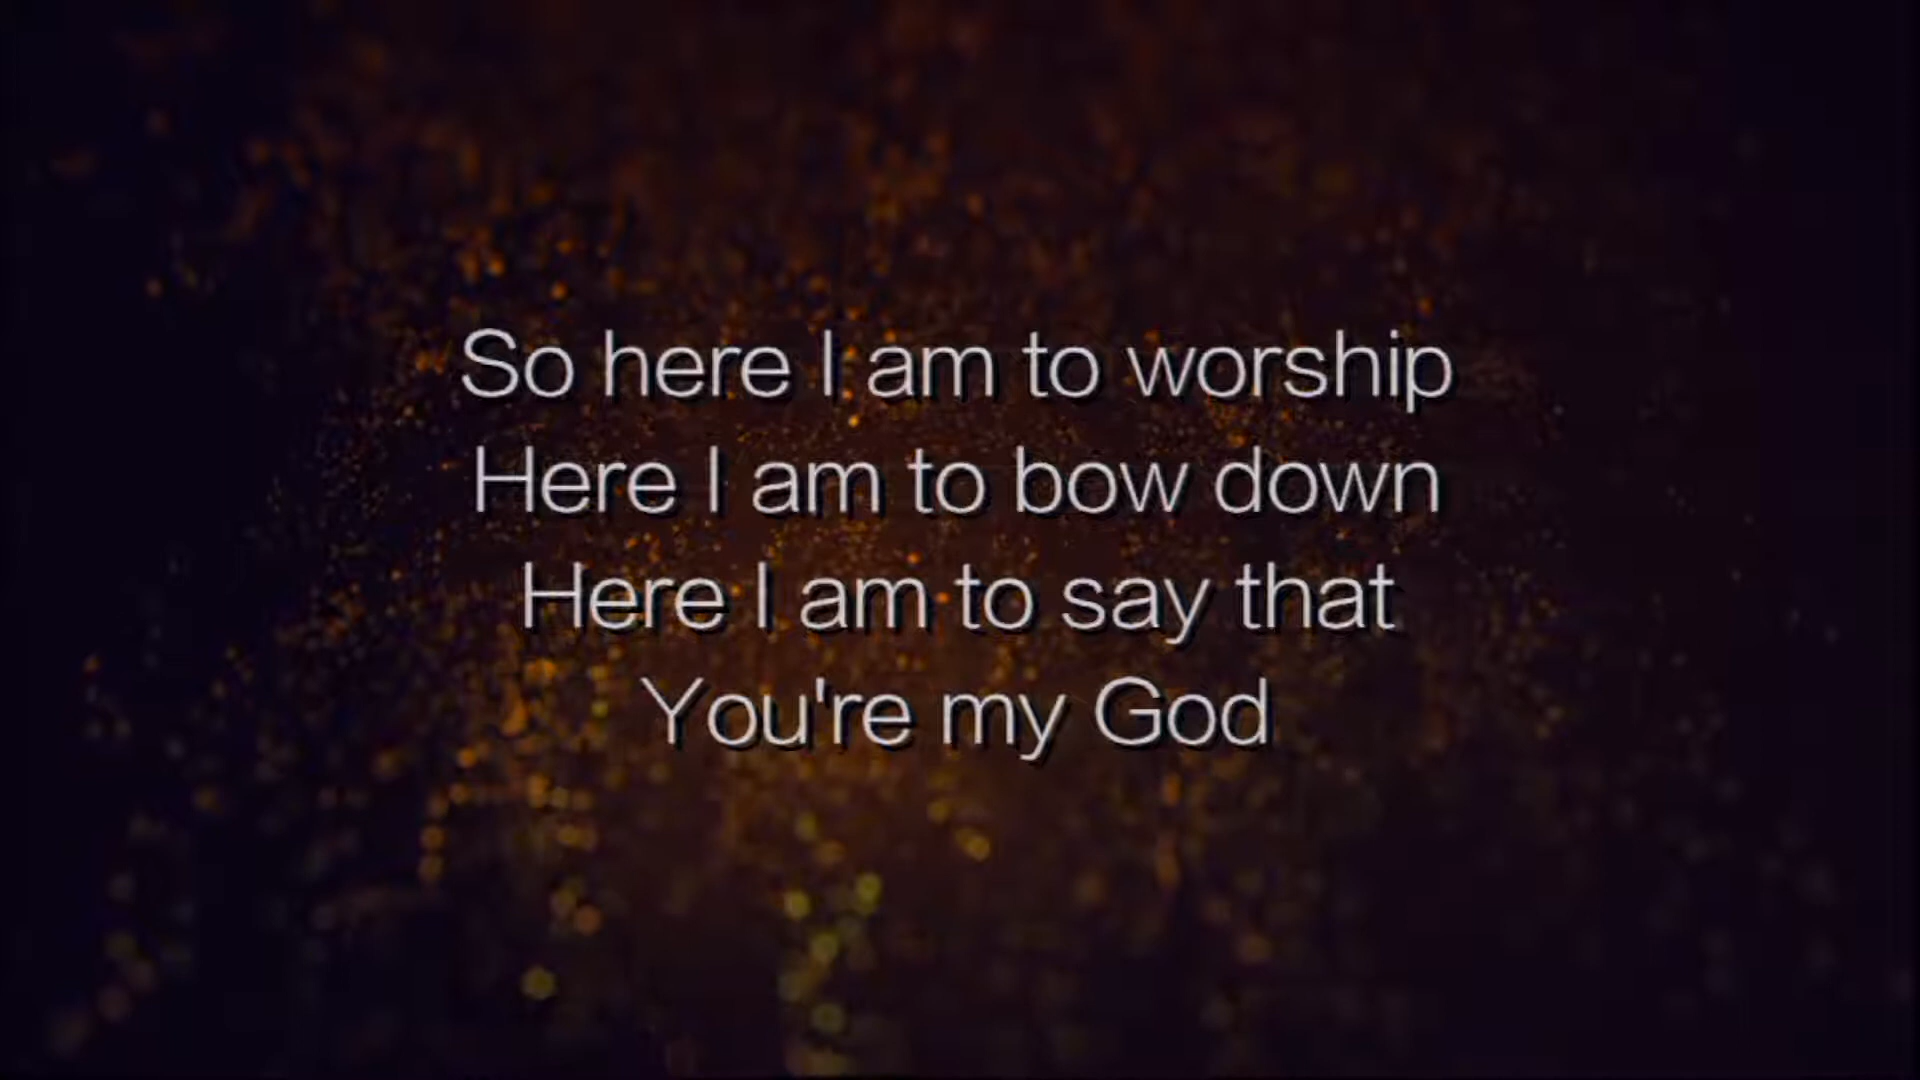 So here I am to worship
Here I am to bow down
Here I am to say that
You're my God